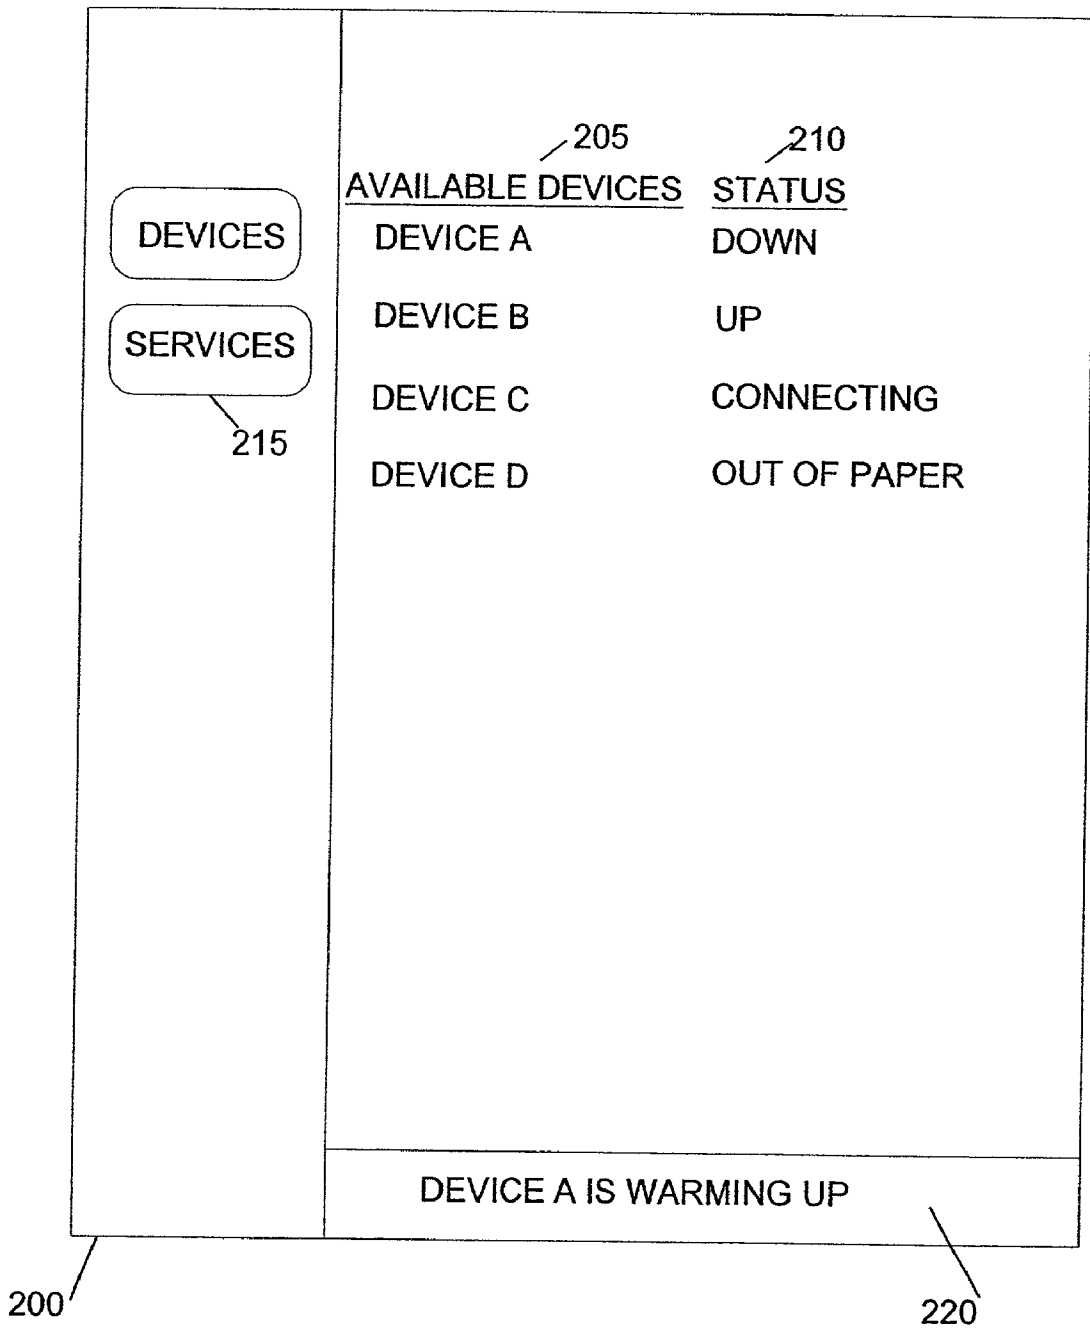 205
210
AVAILABLE DEVICES STATUS
DEVICES
DEVICE A DOWN
DEVICE B UP
SERVICES
DEVICE C CONNECTING
215
DEVICE D OUT OF PAPER
DEVICE A IS WARMING UP
200
220